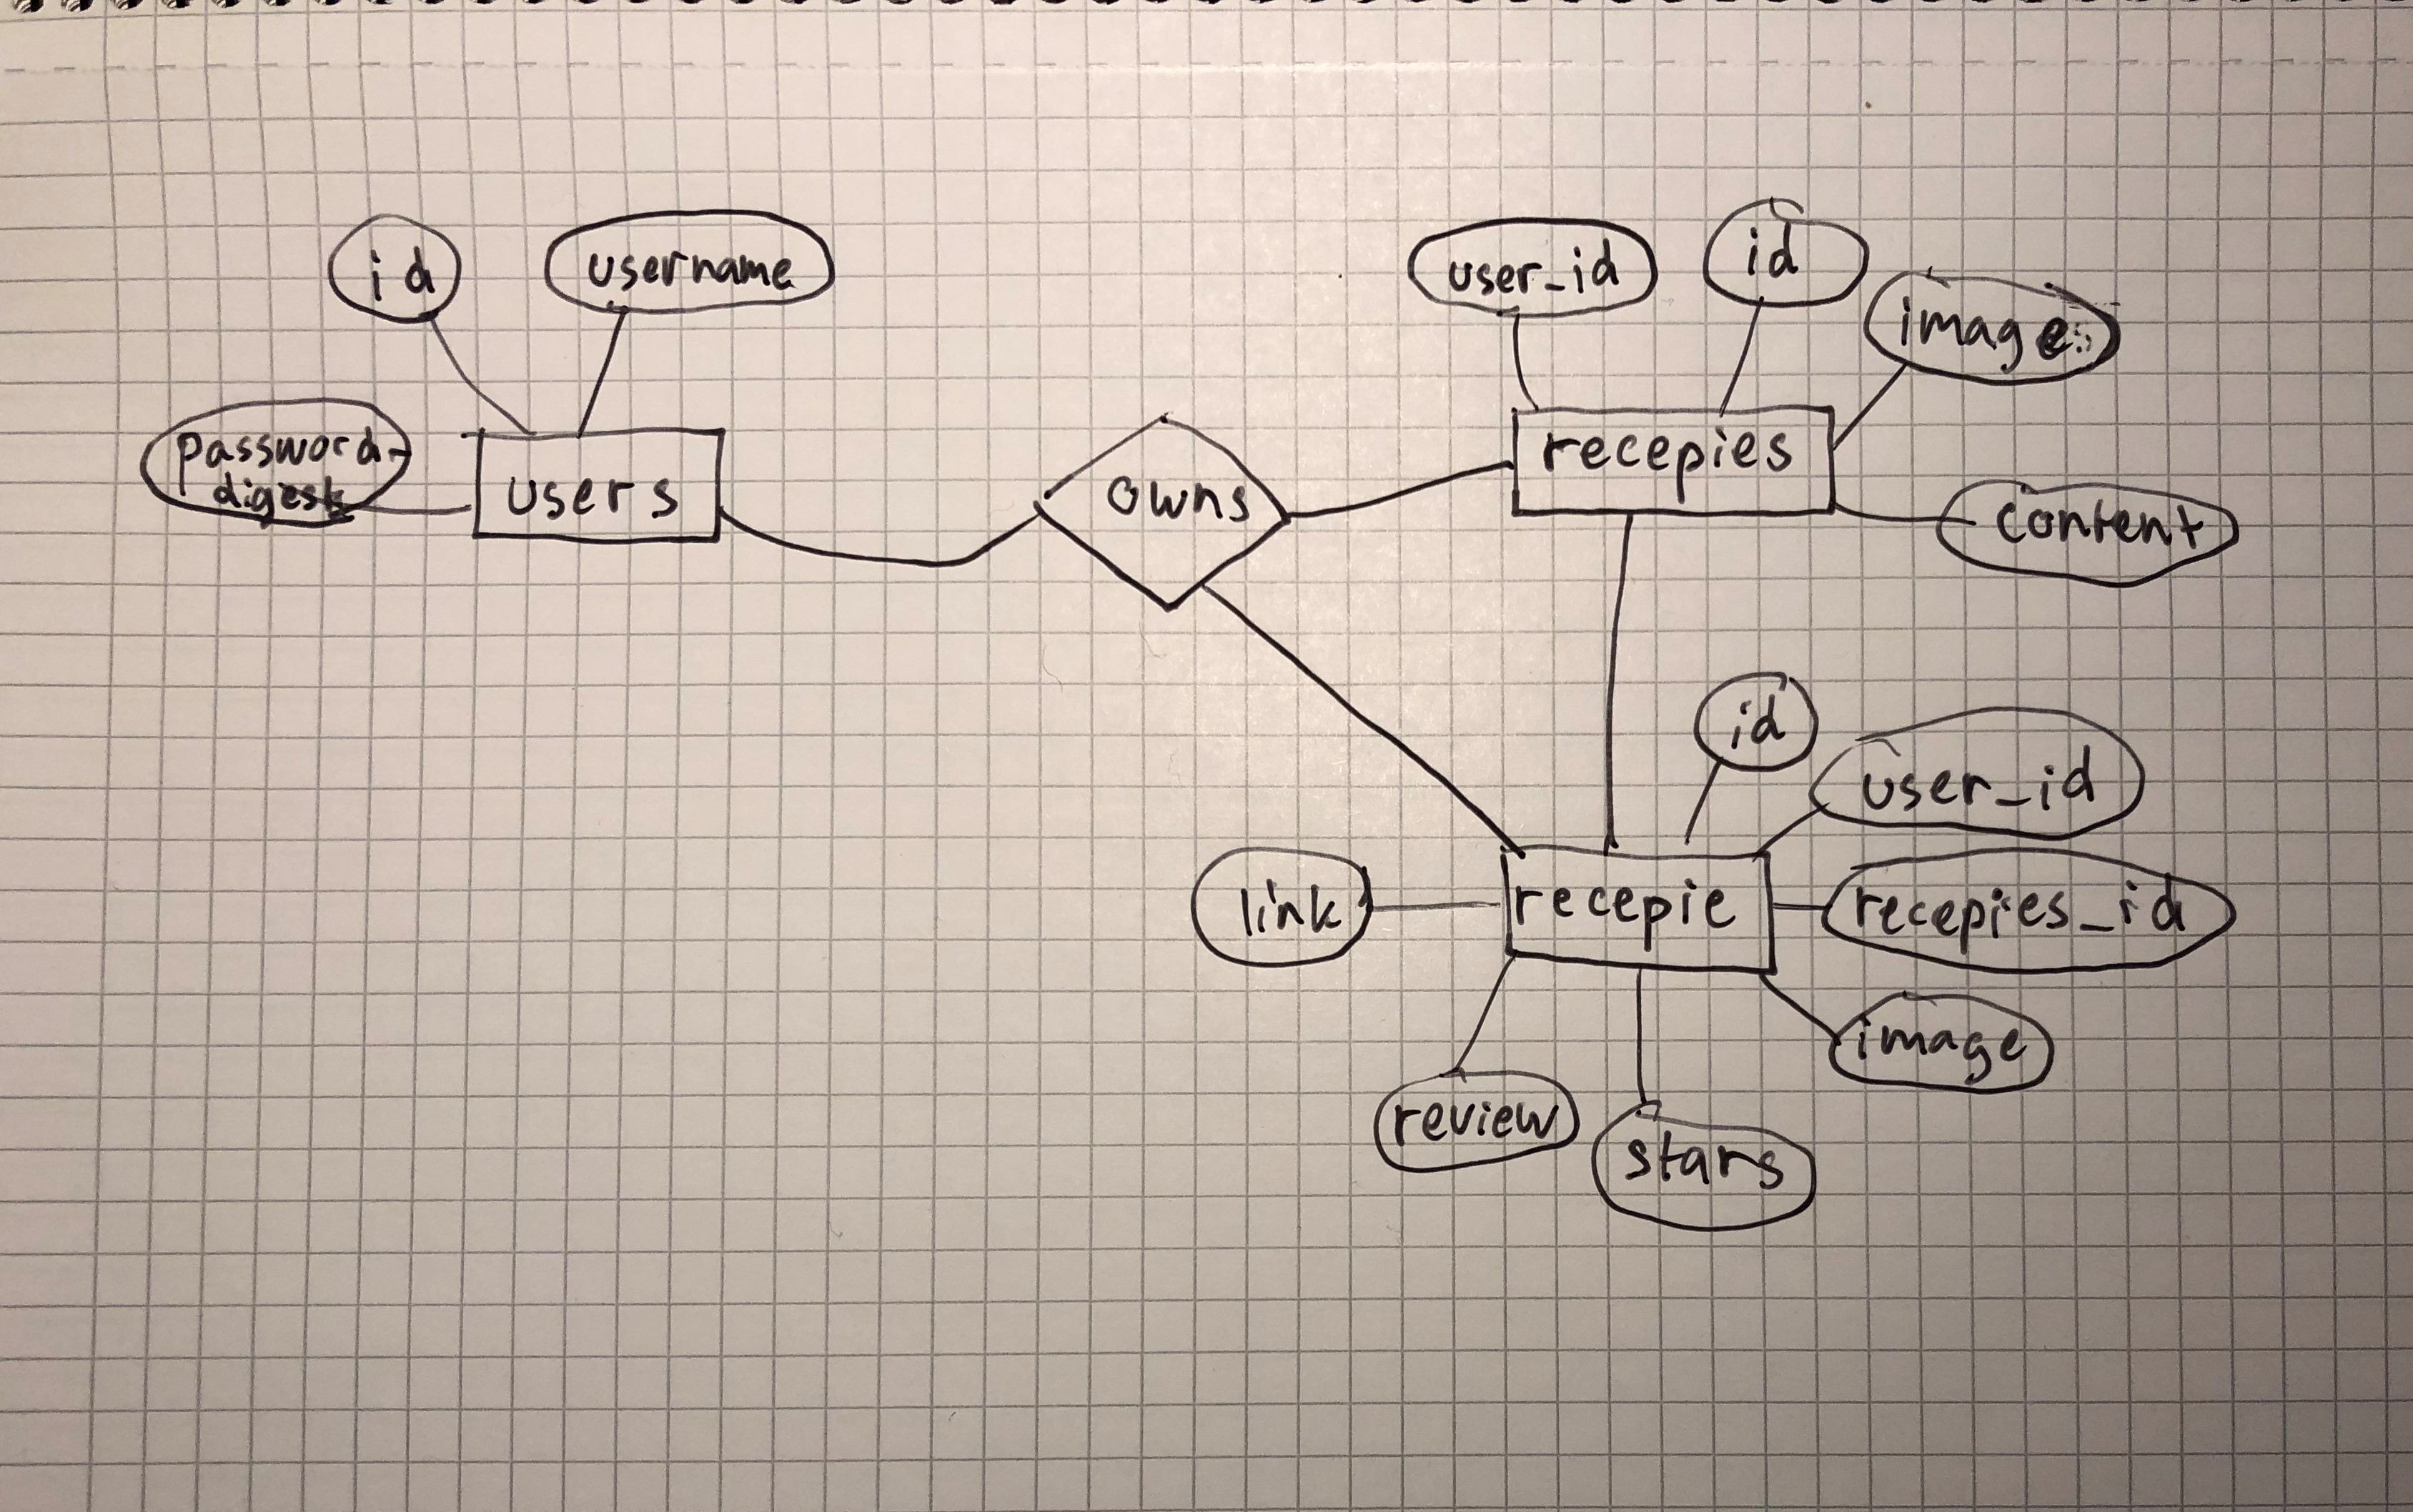 id
username
user_id
id
image
password-
digest
users
owns
recepies
content
id
user_id
link
recepie
recepies_id
image
review
stars